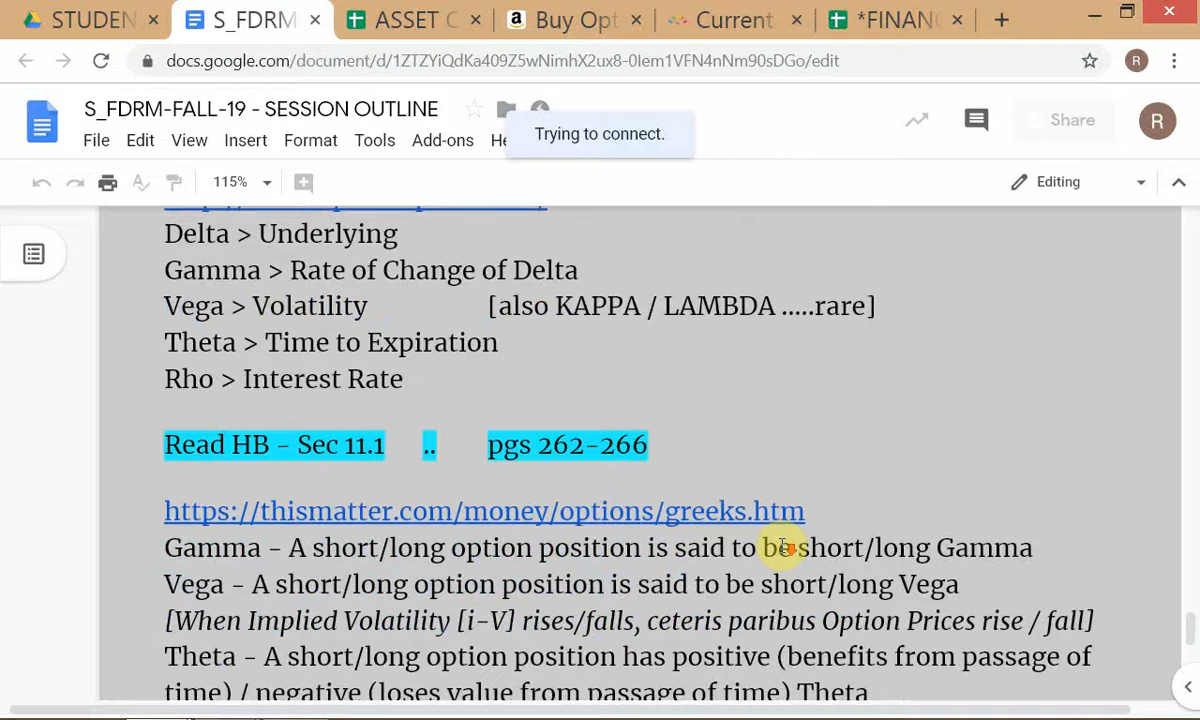 STUDEN
S_FDRM
ASSET C
Buy Opt
Current
*FINANC
docs.google.com/document/d/1ZTZYiQdKa409Z5wNimhX2ux8-0lem1VFN4nNm90sDGo/edit
R
S_FDRM-FALL-19 - SESSION OUTLINE
Trying to connect.
Share
R
File Edit View Insert Format Tools Add-ons He
115%
Editing
Delta > Underlying
Gamma > Rate of Change of Delta
Vega > Volatility [also KAPPA / LAMBDA .....rare]
Theta > Time to Expiration
Rho > Interest Rate
Read HB - Sec 11.1 .. pgs 262-266
https://thismatter.com/money/options/greeks.htm
Gamma - A short/long option position is said to be short/long Gamma
Vega - A short/long option position is said to be short/long Vega
[When Implied Volatility [i-V] rises/falls, ceteris paribus Option Prices rise / fall]
Theta - A short/long option position has positive (benefits from passage of
time) / negative (loses value from passage of time) Theta